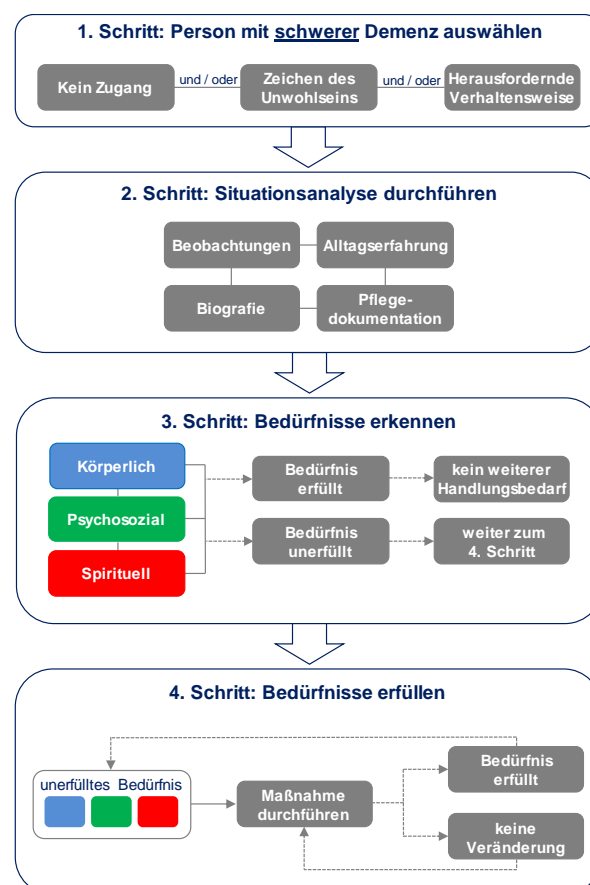 1. Schritt: Person mit schwerer Demenz auswählen
Kein Zugang
und / oder
Zeichen des
Unwohlseins
und / oder
Herausfordernde
Verhaltensweise
2. Schritt: Situationsanalyse durchführen
Beobachtungen
Alltagserfahrung
Biografie
Pflege-
dokumentation
3. Schritt: Bedürfnisse erkennen
Körperlich
Psychosozial
Spirituell
Bedürfnis
erfüllt
kein weiterer
Handlungsbedarf
Bedürfnis
unerfüllt
weiter zum
4. Schritt
4. Schritt: Bedürfnisse erfüllen
unerfülltes Bedürfnis
Maßnahme
durchführen
Bedürfnis
erfüllt
keine
Veränderung